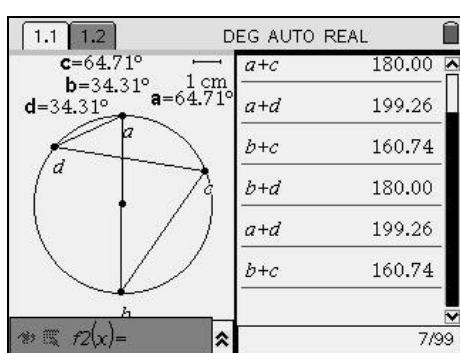 1.1 1.2 DEG AUTO REAL
c=64.71°
1 cm
b=34.31°
d=34.31°
a=64.71°
a
d
c
b
f2(x)=
a+c 180.00
a+d 199.26
b+c 160.74
b+d 180.00
a+d 199.26
b+c 160.74
7/99